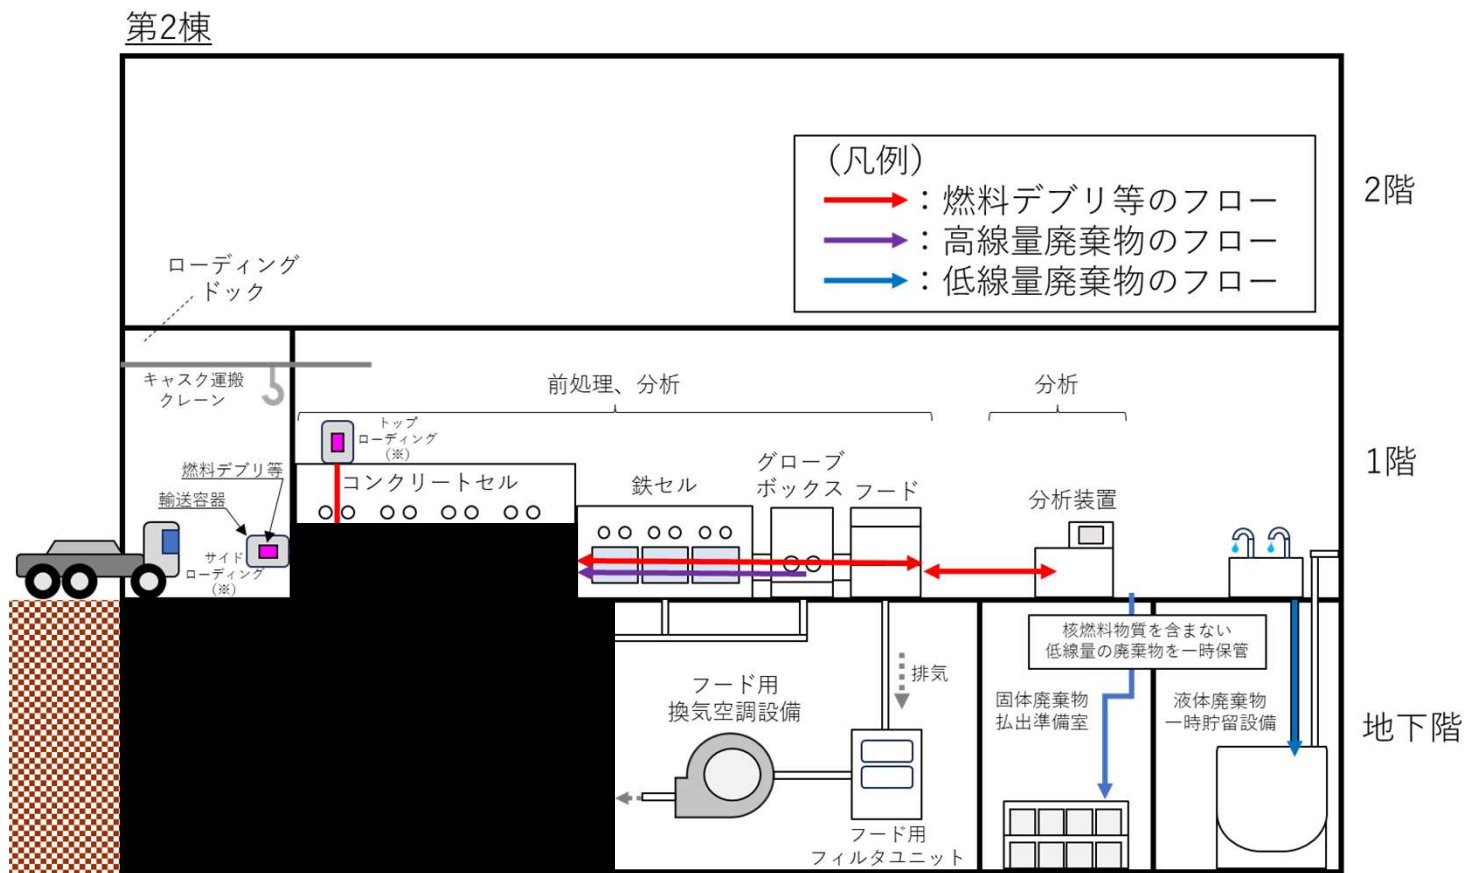 第2棟
(凡例)
:燃料デブリ等のフロー
:高線量廃棄物のフロー
:低線量廃棄物のフロー
2階
ローディング
ドック
キャスク運搬
クレーン
前処理、分析
分析
トップ
ローディング
(※)
燃料デブリ等
輸送容器
サイド
ローディング
(※)
コンクリートセル
鉄セル
グローブ
ボックス
フード
分析装置
1階
核燃料物質を含まない
低線量の廃棄物を一時保管
排気
フード用
換気空調設備
固体廃棄物
払出準備室
液体廃棄物
一時貯留設備
地下階
フード用
フィルタユニット